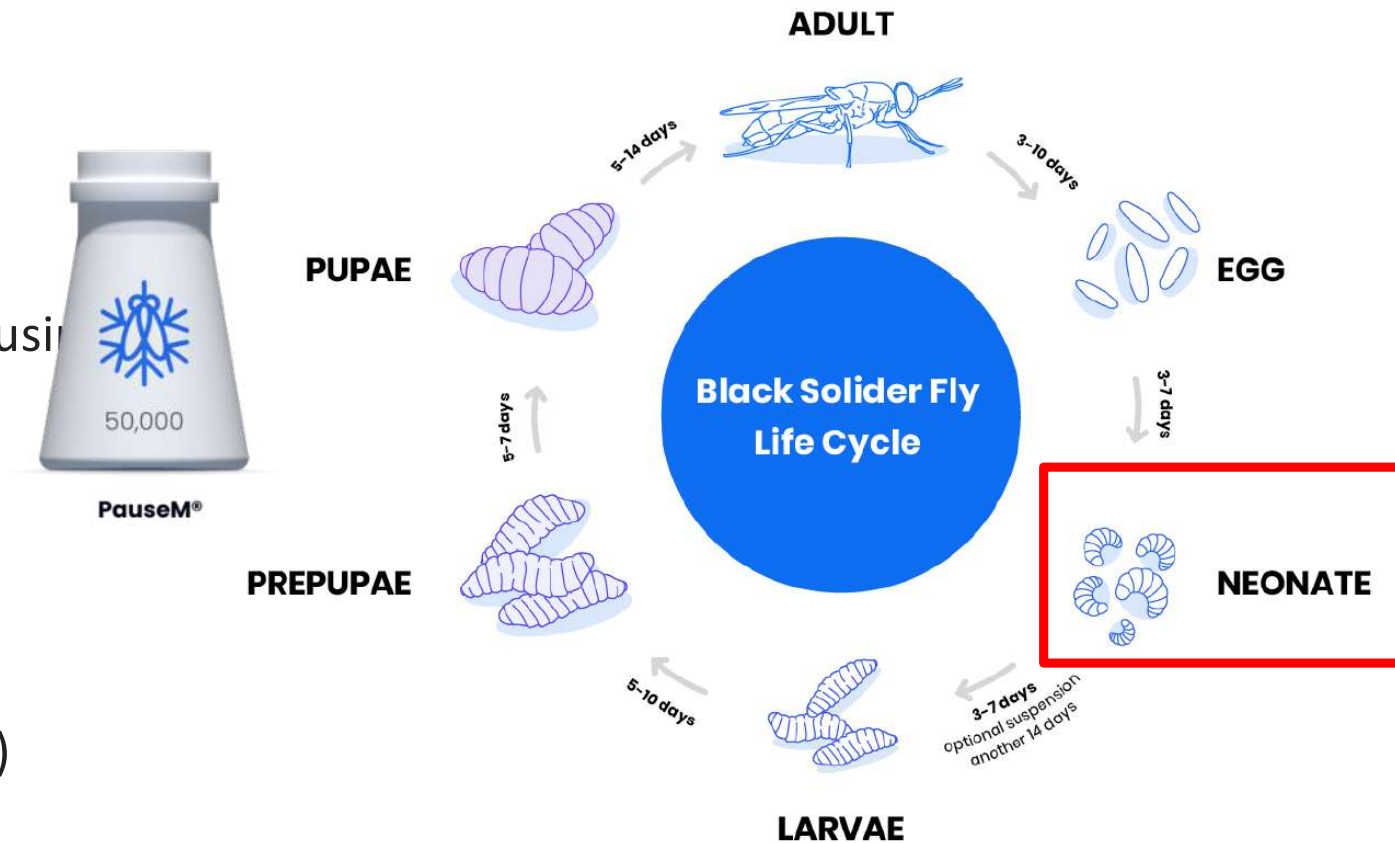 ADULT
5-14 days
3-10 days
PUPAE
EGG
usi
50,000
Black Solider Fly
Life Cycle
3-7 days
5-7 days
PauseM®
PREPUPAE
NEONATE
3-7 days
optional suspension
another 14 days
5-10 days
)
LARVAE